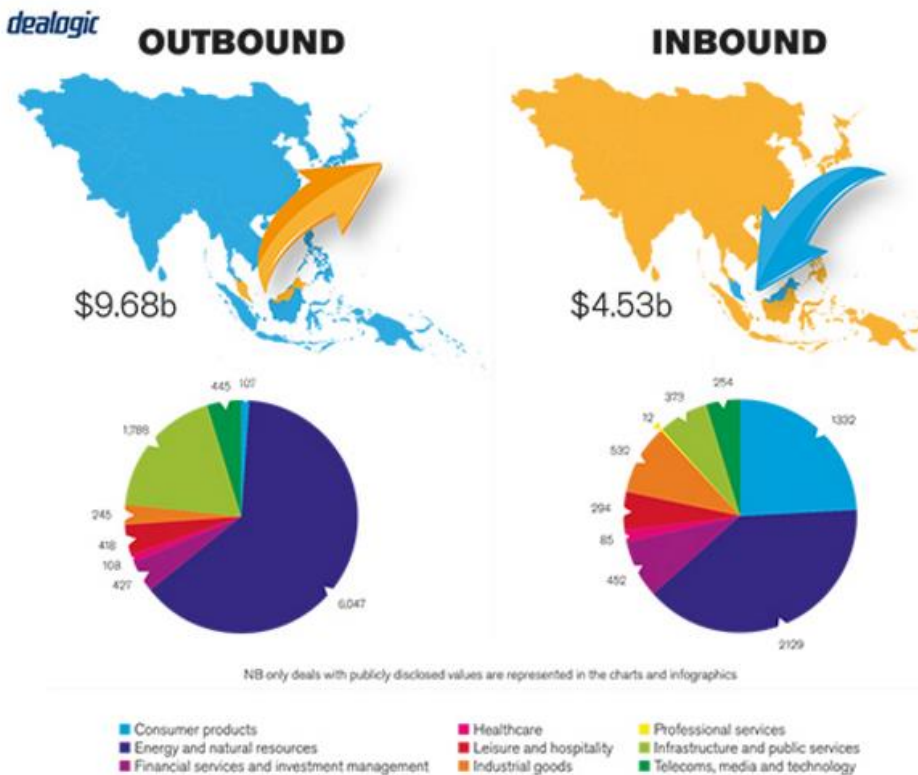 dealogic
OUTBOUND
INBOUND
$9.68b
$4.53b
445
107
1,788
245
418
108
427
6,047
254
373
12
532
294
85
452
1332
2129
NB only deals with publicly disclosed values are represented in the charts and infographics
Consumer products
Healthcare
Professional services
Energy and natural resources
Leisure and hospitality
Infrastructure and public services
Financial services and investment management
Industrial goods
Telecoms, media and technology